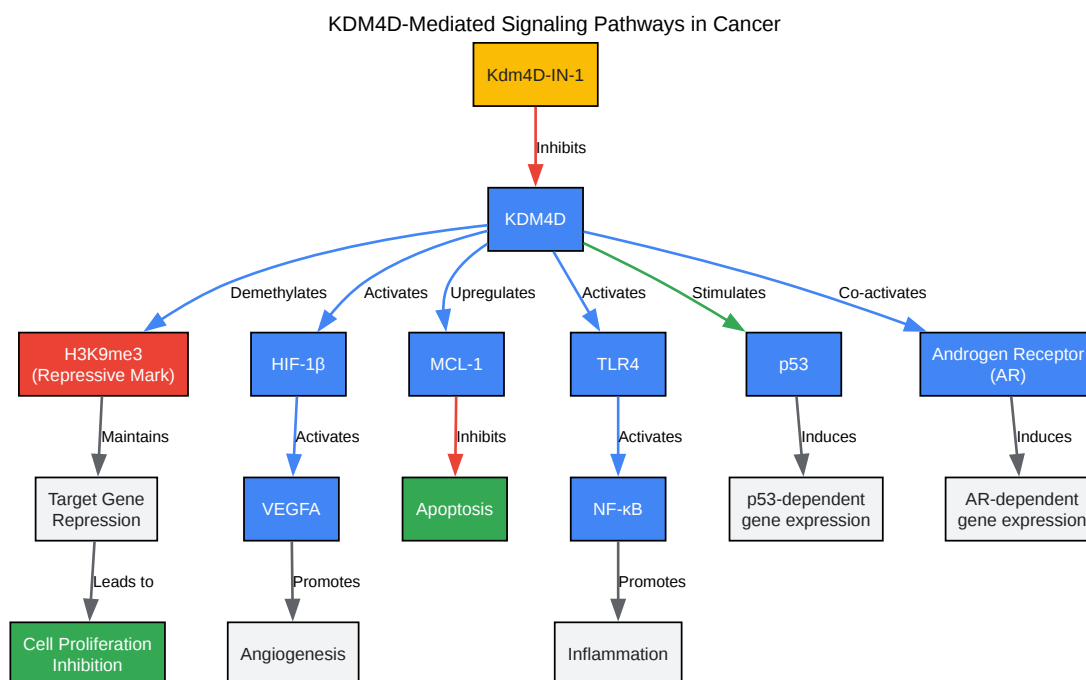 KDM4D-Mediated Signaling Pathways in Cancer
Kdm4D-IN-1
Inhibits
KDM4D
Demethylates
Activates
Upregulates
Activates
Stimulates
Co-activates
H3K9me3
(Repressive Mark)
HIF-1β
MCL-1
TLR4
p53
Androgen Receptor
(AR)
Maintains
Activates
Inhibits
Activates
Induces
Induces
Target Gene
Repression
VEGFA
Apoptosis
NF-κB
p53-dependent
gene expression
AR-dependent
gene expression
Leads to
Promotes
Promotes
Cell Proliferation
Inhibition
Angiogenesis
Inflammation